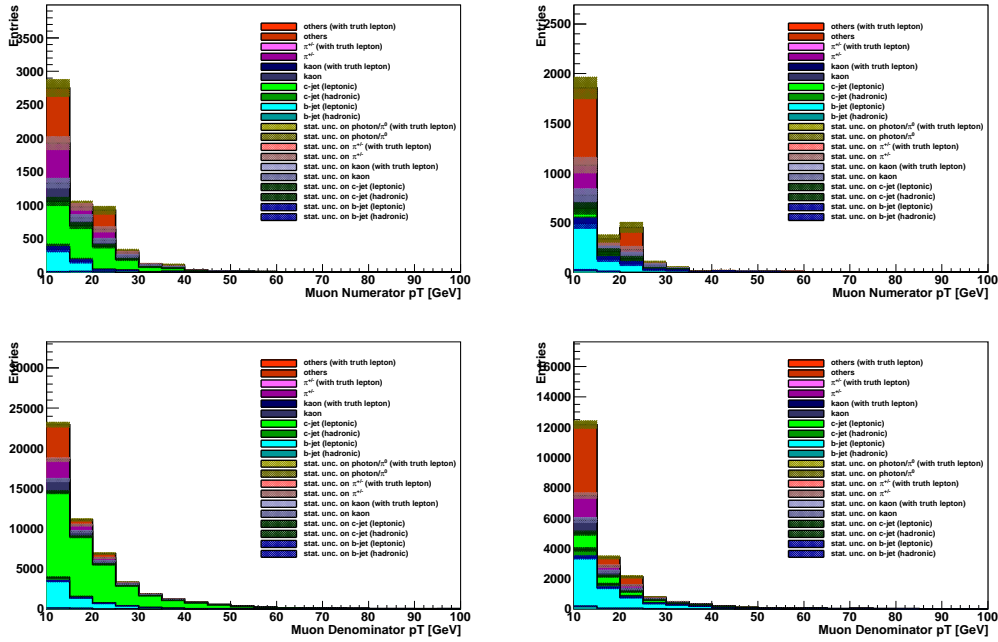 Entries
3500
3000
2500
2000
1500
1000
500
0
10 20 30 40 50 60 70 80 90 100
Muon Numerator pT [GeV]
others (with truth lepton)
others
π+/- (with truth lepton)
π+/-
kaon (with truth lepton)
kaon
c-jet (leptonic)
c-jet (hadronic)
b-jet (leptonic)
b-jet (hadronic)
stat. unc. on photon/π0 (with truth lepton)
stat. unc. on photon/π0
stat. unc. on π+/- (with truth lepton)
stat. unc. on π+/-
stat. unc. on kaon (with truth lepton)
stat. unc. on kaon
stat. unc. on c-jet (leptonic)
stat. unc. on c-jet (hadronic)
stat. unc. on b-jet (leptonic)
stat. unc. on b-jet (hadronic)
Entries
2500
2000
1500
1000
500
0
10 20 30 40 50 60 70 80 90 100
Muon Numerator pT [GeV]
others (with truth lepton)
others
π+/- (with truth lepton)
π+/-
kaon (with truth lepton)
kaon
c-jet (leptonic)
c-jet (hadronic)
b-jet (leptonic)
b-jet (hadronic)
stat. unc. on photon/π0 (with truth lepton)
stat. unc. on photon/π0
stat. unc. on π+/- (with truth lepton)
stat. unc. on π+/-
stat. unc. on kaon (with truth lepton)
stat. unc. on kaon
stat. unc. on c-jet (leptonic)
stat. unc. on c-jet (hadronic)
stat. unc. on b-jet (leptonic)
stat. unc. on b-jet (hadronic)
Entries
30000
25000
20000
15000
10000
5000
0
10 20 30 40 50 60 70 80 90 100
Muon Denominator pT [GeV]
others (with truth lepton)
others
π+/- (with truth lepton)
π+/-
kaon (with truth lepton)
kaon
c-jet (leptonic)
c-jet (hadronic)
b-jet (leptonic)
b-jet (hadronic)
stat. unc. on photon/π0 (with truth lepton)
stat. unc. on photon/π0
stat. unc. on π+/- (with truth lepton)
stat. unc. on π+/-
stat. unc. on kaon (with truth lepton)
stat. unc. on kaon
stat. unc. on c-jet (leptonic)
stat. unc. on c-jet (hadronic)
stat. unc. on b-jet (leptonic)
stat. unc. on b-jet (hadronic)
Entries
16000
14000
12000
10000
8000
6000
4000
2000
0
10 20 30 40 50 60 70 80 90 100
Muon Denominator pT [GeV]
others (with truth lepton)
others
π+/- (with truth lepton)
π+/-
kaon (with truth lepton)
kaon
c-jet (leptonic)
c-jet (hadronic)
b-jet (leptonic)
b-jet (hadronic)
stat. unc. on photon/π0 (with truth lepton)
stat. unc. on photon/π0
stat. unc. on π+/- (with truth lepton)
stat. unc. on π+/-
stat. unc. on kaon (with truth lepton)
stat. unc. on kaon
stat. unc. on c-jet (leptonic)
stat. unc. on c-jet (hadronic)
stat. unc. on b-jet (leptonic)
stat. unc. on b-jet (hadronic)